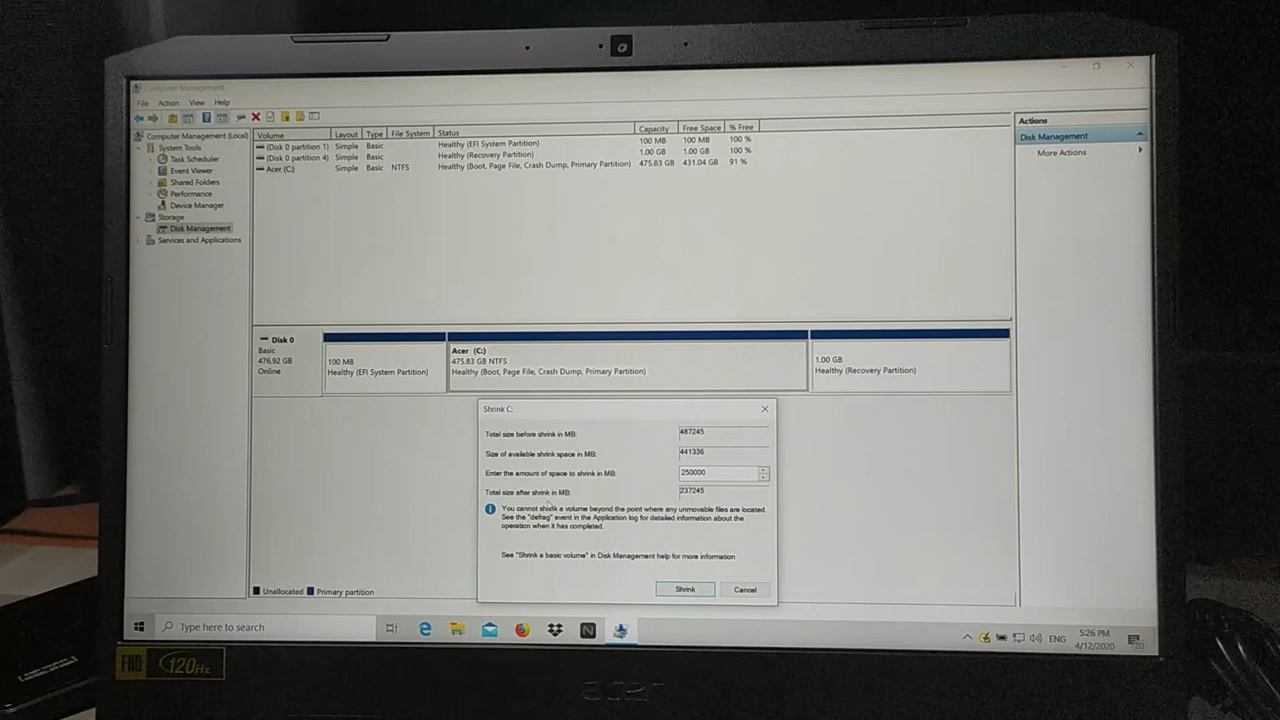 Computer Management
File Action View Help
Computer Management (Local)
System Tools
Task Scheduler
Event Viewer
Shared Folders
Performance
Device Manager
Storage
Disk Management
Services and Applications
Volume Layout Type File System Status Capacity Free Space % Free
(Disk 0 partition 1) Simple Basic Healthy (EFI System Partition) 100 MB 100 MB 100 %
(Disk 0 partition 4) Simple Basic Healthy (Recovery Partition) 1.00 GB 1.00 GB 100 %
Acer (C:) Simple Basic NTFS Healthy (Boot, Page File, Crash Dump, Primary Partition) 475.83 GB 431.04 GB 91 %
Actions
Disk Management
More Actions
Disk 0
Basic
476.92 GB
Online
100 MB
Healthy (EFI System Partition)
Acer (C:)
475.83 GB NTFS
Healthy (Boot, Page File, Crash Dump, Primary Partition)
1.00 GB
Healthy (Recovery Partition)
Shrink C:
Total size before shrink in MB: 487245
Size of available shrink space in MB: 441336
Enter the amount of space to shrink in MB: 250000
Total size after shrink in MB: 237245
You cannot shrink a volume beyond the point where any unmovable files are located.
See the "defrag" event in the Application log for detailed information about the
operation when it has completed.
See "Shrink a basic volume" in Disk Management help for more information
Shrink Cancel
Unallocated Primary partition
Type here to search
ENG
5:26 PM
4/12/2020
20
FHD 120Hz
acer